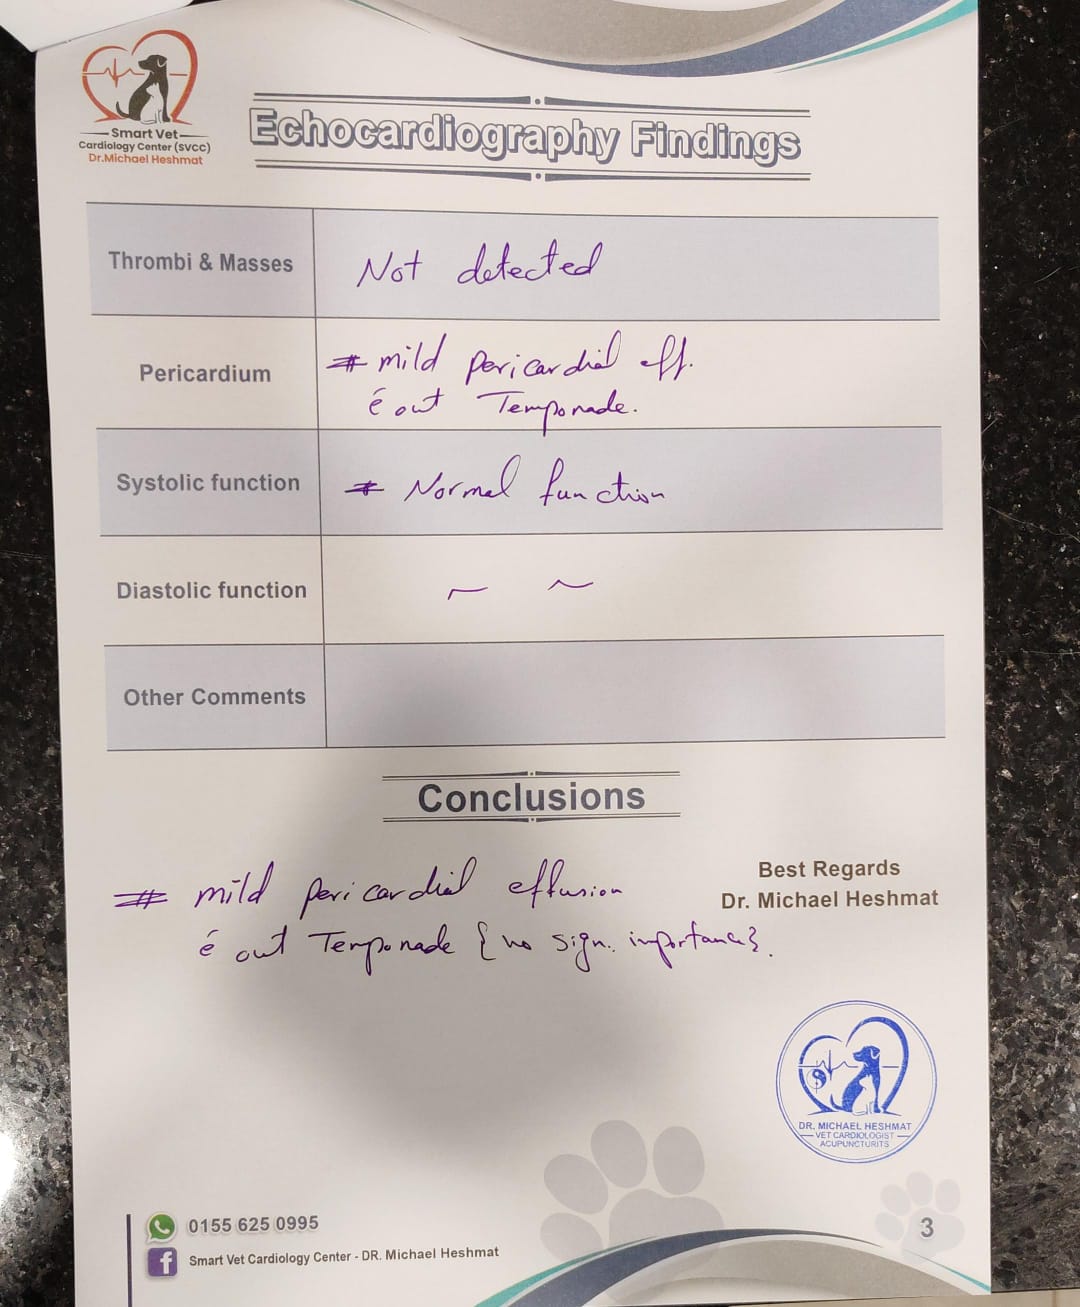 Smart Vet
Cardiology Center (SVCC)
Dr.Michael Heshmat
Echocardiography Findings
Thrombi & Masses
Not detected
Pericardium
# mild pericardial eff.
é out Temponade.
Systolic function
# Normal function
Diastolic function
~ ~
Other Comments
Conclusions
# mild pericardial effusion
é out Temponade { no sign. importance}.
Best Regards
Dr. Michael Heshmat
DR. MICHAEL HESHMAT
VET CARDIOLOGIST
ACUPUNCTURITS
0155 625 0995
Smart Vet Cardiology Center - DR. Michael Heshmat
3